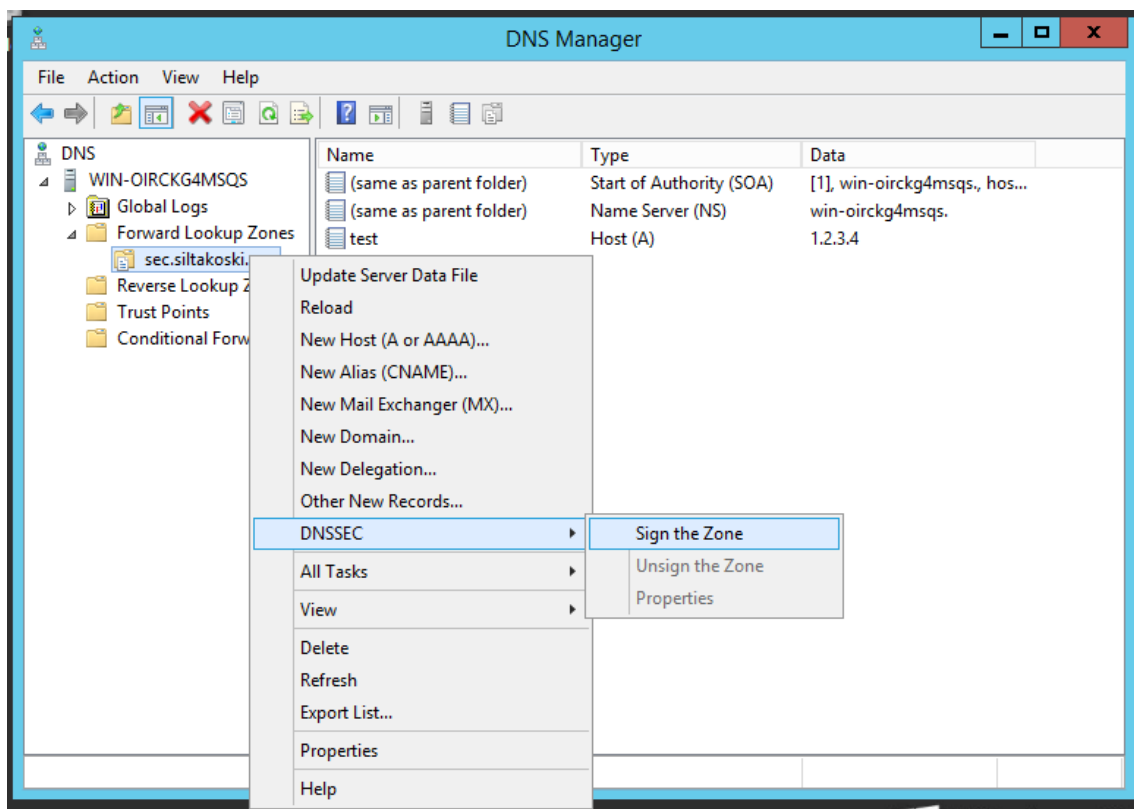 DNS Manager
File Action View Help
DNS
WIN-OIRCKG4MSQS
Global Logs
Forward Lookup Zones
sec.siltakoski.
Reverse Lookup
Trust Points
Conditional
Name Type Data
(same as parent folder) Start of Authority (SOA) [1], win-oirckg4msqs., hos...
(same as parent folder) Name Server (NS) win-oirckg4msqs.
test Host (A) 1.2.3.4
Update Server Data File
Reload
New Host (A or AAAA)...
New Alias (CNAME)...
New Mail Exchanger (MX)...
New Domain...
New Delegation...
Other New Records...
DNSSEC
All Tasks
View
Delete
Refresh
Export List...
Properties
Help
Sign the Zone
Unsign the Zone
Properties